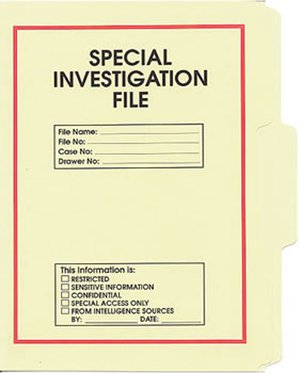 SPECIAL
INVESTIGATION
FILE
File Name:
File No:
Case No:
Drawer No:
This Information is:
RESTRICTED
SENSITIVE INFORMATION
CONFIDENTIAL
SPECIAL ACCESS ONLY
FROM INTELLIGENCE SOURCES
BY: DATE: